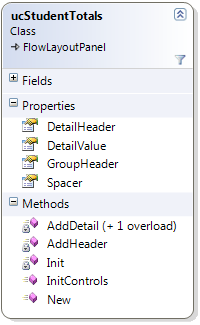 ucStudentTotals
Class
FlowLayoutPanel
Fields
Properties
DetailHeader
DetailValue
GroupHeader
Spacer
Methods
AddDetail (+ 1 overload)
AddHeader
Init
InitControls
New